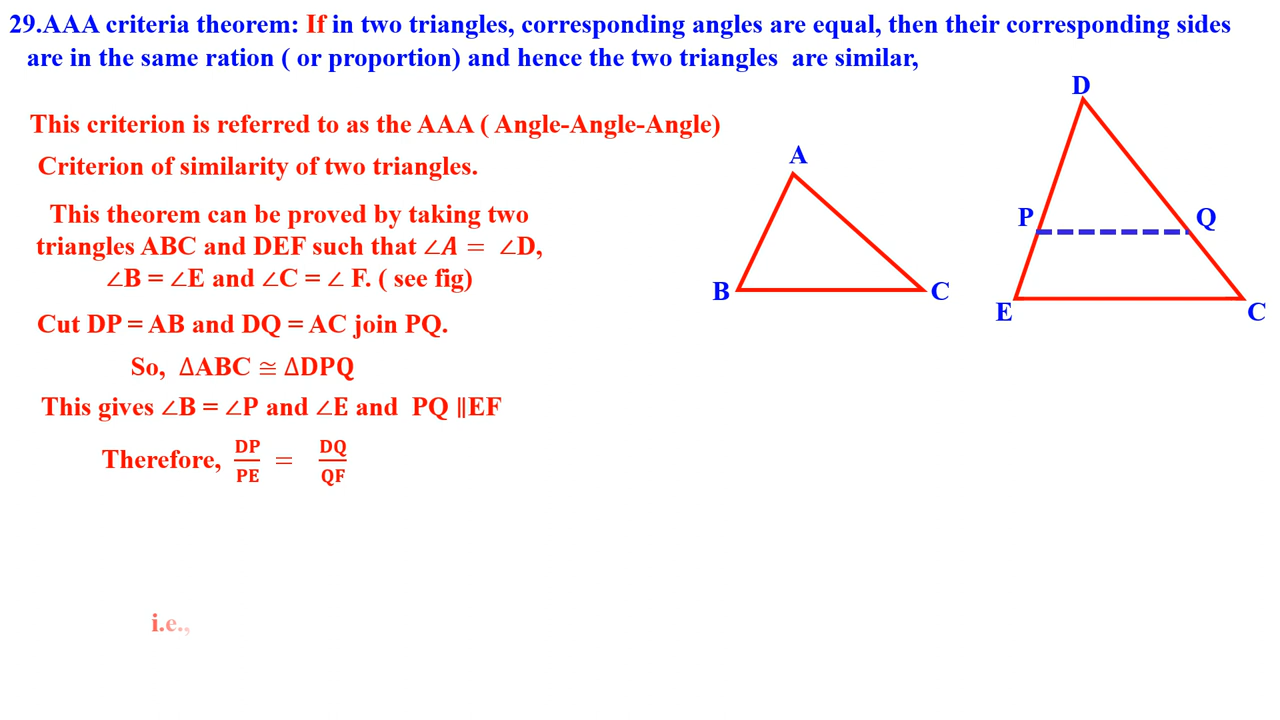 29.AAA criteria theorem: If in two triangles, corresponding angles are equal, then their corresponding sides
are in the same ration ( or proportion) and hence the two triangles are similar,
This criterion is referred to as the AAA ( Angle-Angle-Angle)
Criterion of similarity of two triangles.
This theorem can be proved by taking two
triangles ABC and DEF such that ∠A = ∠D,
∠B = ∠E and ∠C = ∠ F. ( see fig)
Cut DP = AB and DQ = AC join PQ.
So, ΔABC ≅ ΔDPQ
This gives ∠B = ∠P and ∠E and PQ ∥EF
Therefore, DP/PE = DQ/QF
i.e.,
A
B
C
D
P
Q
E
C